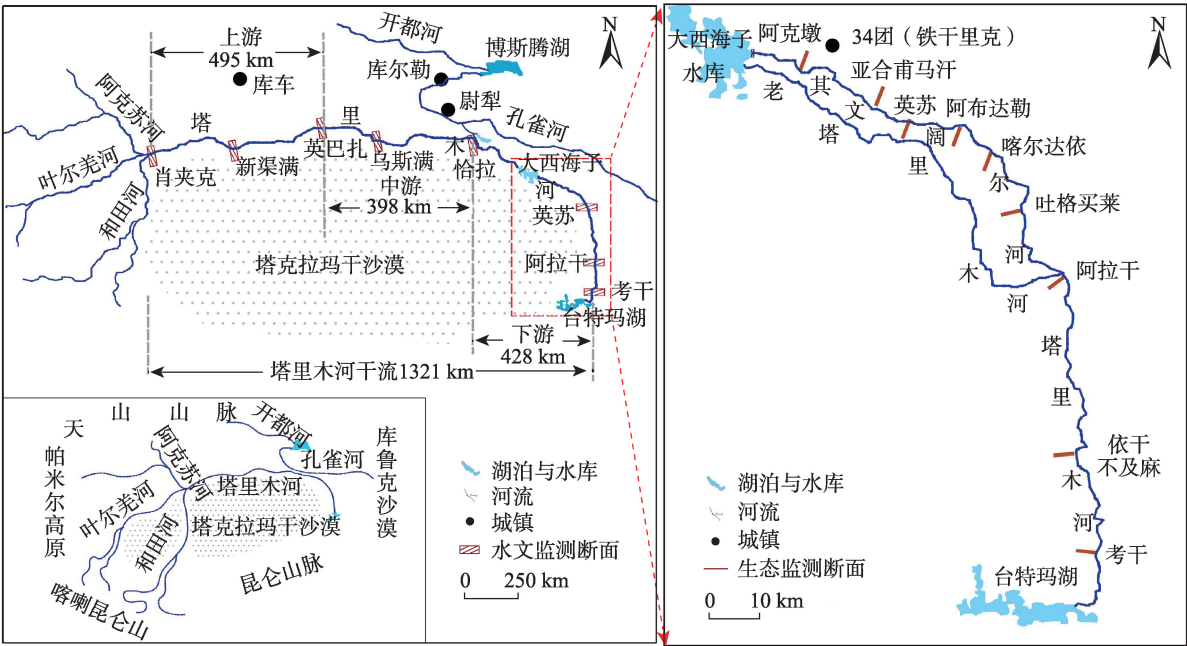 上游
495 km
库车
开都河
博斯腾湖
库尔勒
尉犁
孔雀河
N
阿克苏河
叶尔羌河
和田河
塔
里
木
河
肖夹克
新渠满
英巴扎
乌斯满
恰拉
大西海子
中游
398 km
英苏
阿拉干
考干
台特玛湖
塔克拉玛干沙漠
下游
428 km
塔里木河干流1321 km
天
山
山
脉
开都河
孔雀河
阿克苏河
塔里木河
叶尔羌河
和田河
塔克拉玛干沙漠
帕米尔高原
库鲁克沙漠
昆仑山脉
喀喇昆仑山
湖泊与水库
河流
城镇
水文监测断面
0 250 km
大西海子
水库
阿克墩
34团（铁干里克）
N
亚合甫马汗
英苏
阿布达勒
喀尔达依
吐格买莱
阿拉干
其
文
阔
尔
河
老
塔
里
木
河
塔
里
木
河
依干
不及麻
考干
台特玛湖
湖泊与水库
河流
城镇
生态监测断面
0 10 km